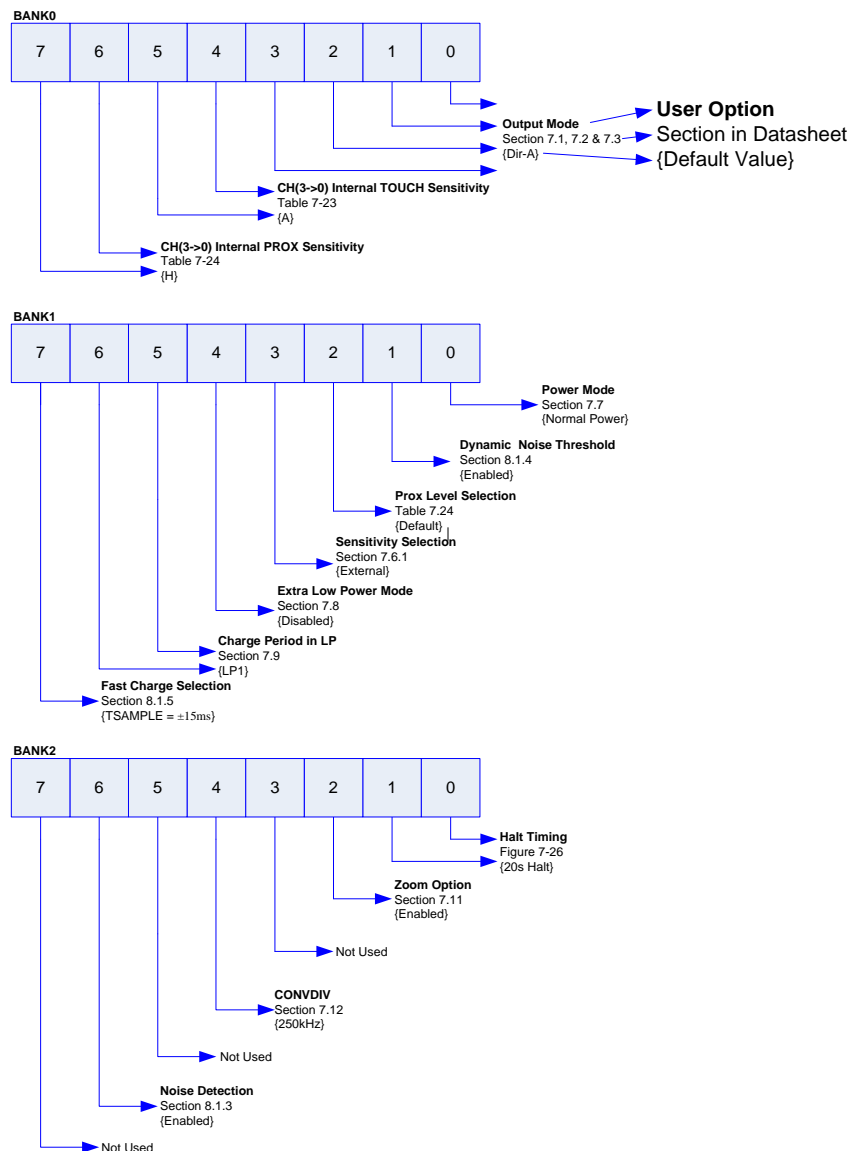 BANK0
7 6 5 4 3 2 1 0
Output Mode
Section 7.1, 7.2 & 7.3
{Dir-A}
User Option
Section in Datasheet
{Default Value}
CH(3->0) Internal TOUCH Sensitivity
Table 7-23
{A}
CH(3->0) Internal PROX Sensitivity
Table 7-24
{H}
BANK1
7 6 5 4 3 2 1 0
Power Mode
Section 7.7
{Normal Power}
Dynamic Noise Threshold
Section 8.1.4
{Enabled}
Prox Level Selection
Table 7.24
{Default}
Sensitivity Selection
Section 7.6.1
{External}
Extra Low Power Mode
Section 7.8
{Disabled}
Charge Period in LP
Section 7.9
{LP1}
Fast Charge Selection
Section 8.1.5
{TSAMPLE = ±15ms}
BANK2
7 6 5 4 3 2 1 0
Halt Timing
Figure 7-26
{20s Halt}
Zoom Option
Section 7.11
{Enabled}
Not Used
CONVDIV
Section 7.12
{250kHz}
Not Used
Noise Detection
Section 8.1.3
{Enabled}
Not Used